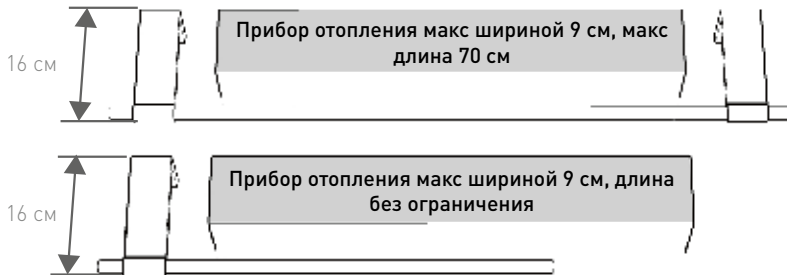 Прибор отопления макс шириной 9 см, макс
длина 70 см
16 см
Прибор отопления макс шириной 9 см, длина
без ограничения
16 см